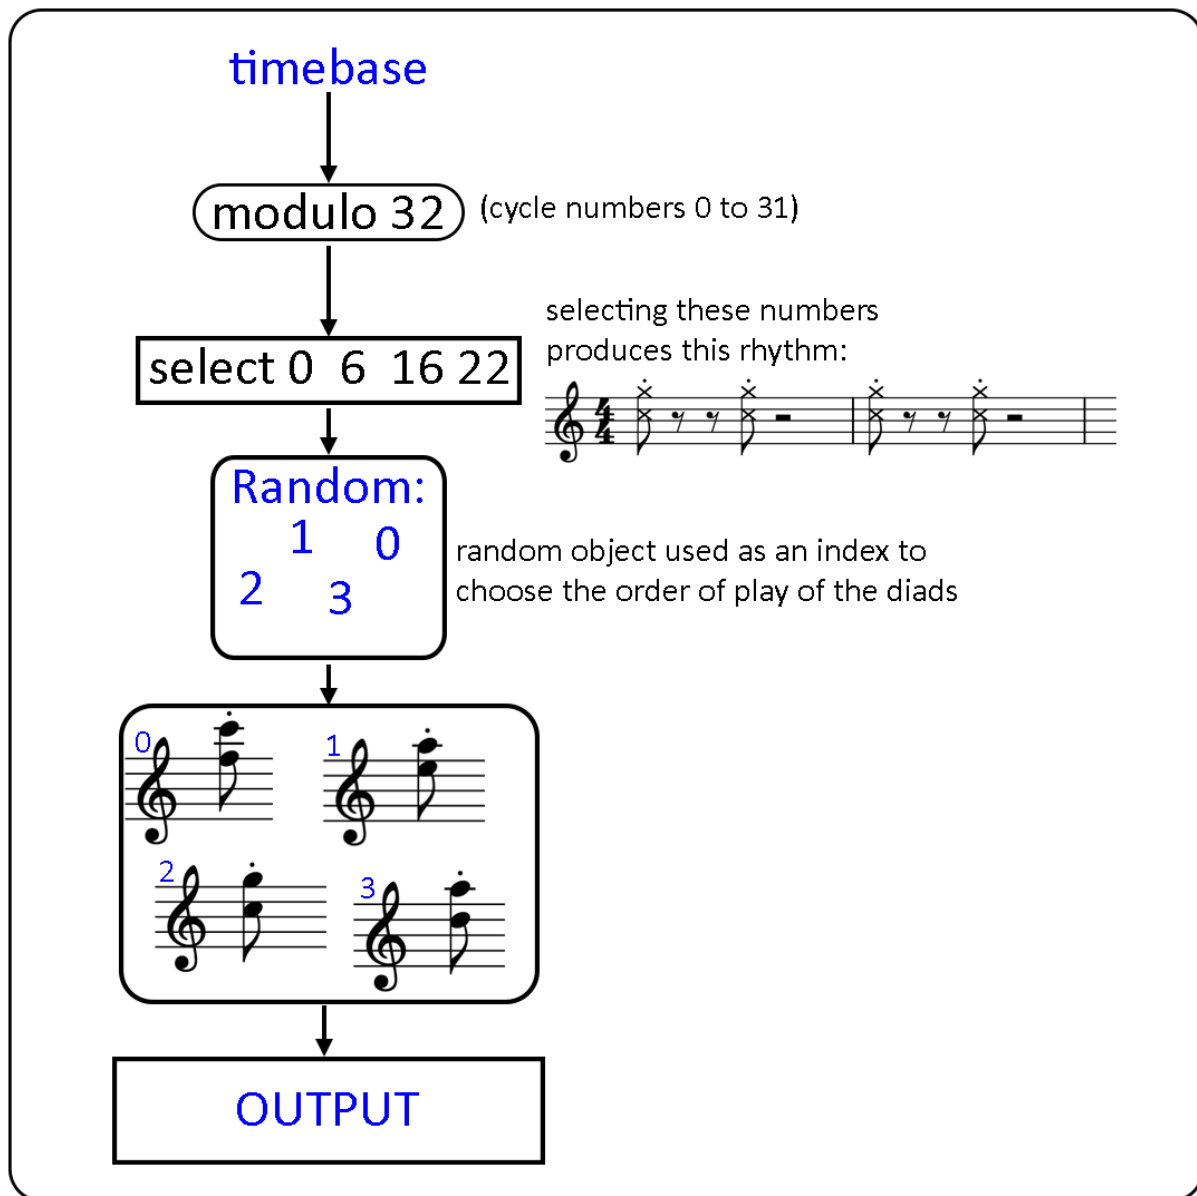 timebase
modulo 32
(cycle numbers 0 to 31)
selecting these numbers
produces this rhythm:
select 0 6 16 22
4
4
Random:
1 0
2 3
random object used as an index to
choose the order of play of the diads
0 1
2 3
OUTPUT